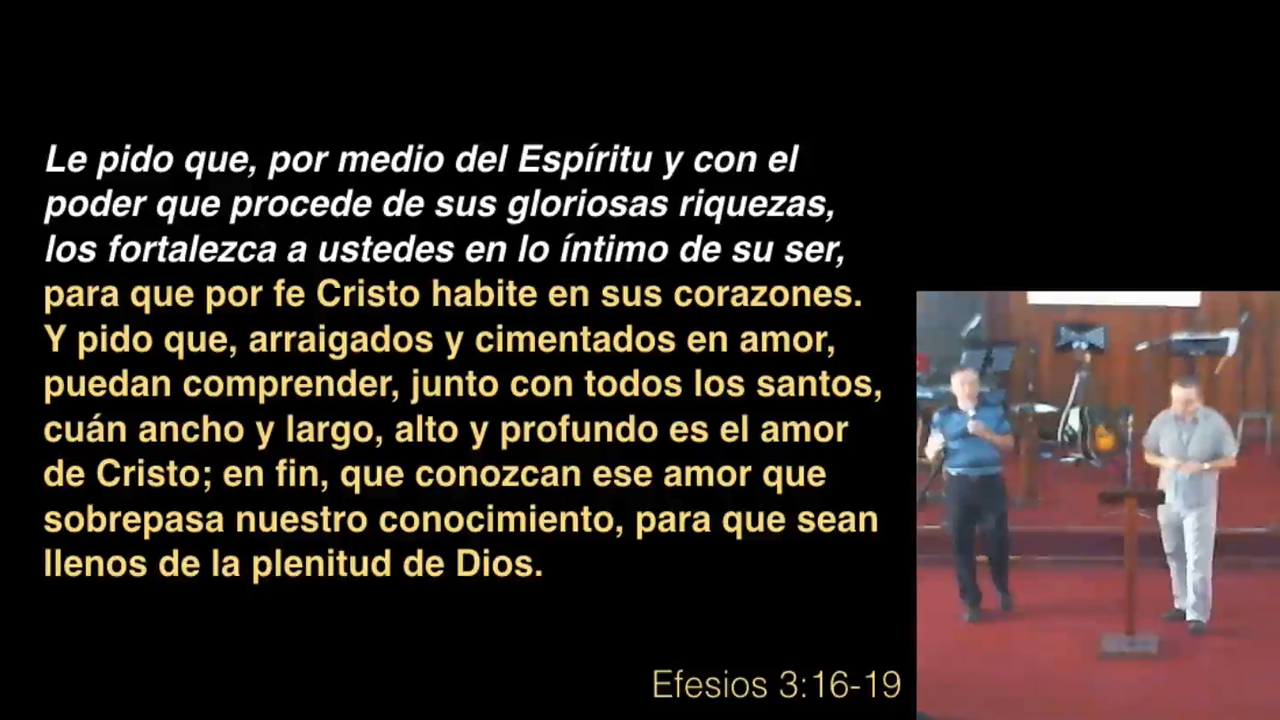 Le pido que, por medio del Espíritu y con el
poder que procede de sus gloriosas riquezas,
los fortalezca a ustedes en lo íntimo de su ser,
para que por fe Cristo habite en sus corazones.
Y pido que, arraigados y cimentados en amor,
puedan comprender, junto con todos los santos,
cuán ancho y largo, alto y profundo es el amor
de Cristo; en fin, que conozcan ese amor que
sobrepasa nuestro conocimiento, para que sean
llenos de la plenitud de Dios.
Efesios 3:16-19